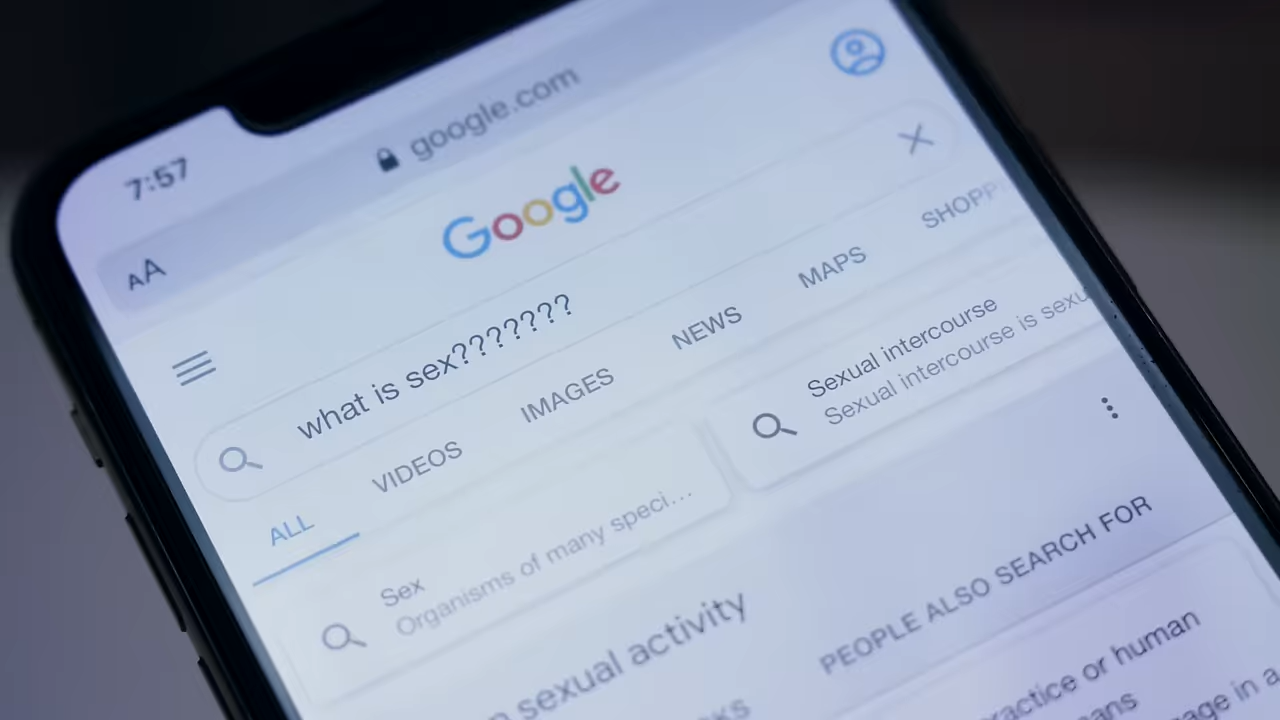 7:57
google.com
AA
Google
what is sex???????
ALL
VIDEOS
IMAGES
NEWS
MAPS
SHOPP
Sex
Organisms of many speci...
Sexual intercourse
Sexual intercourse is sexu
sexual activity
PEOPLE ALSO SEARCH FOR
or human
in a